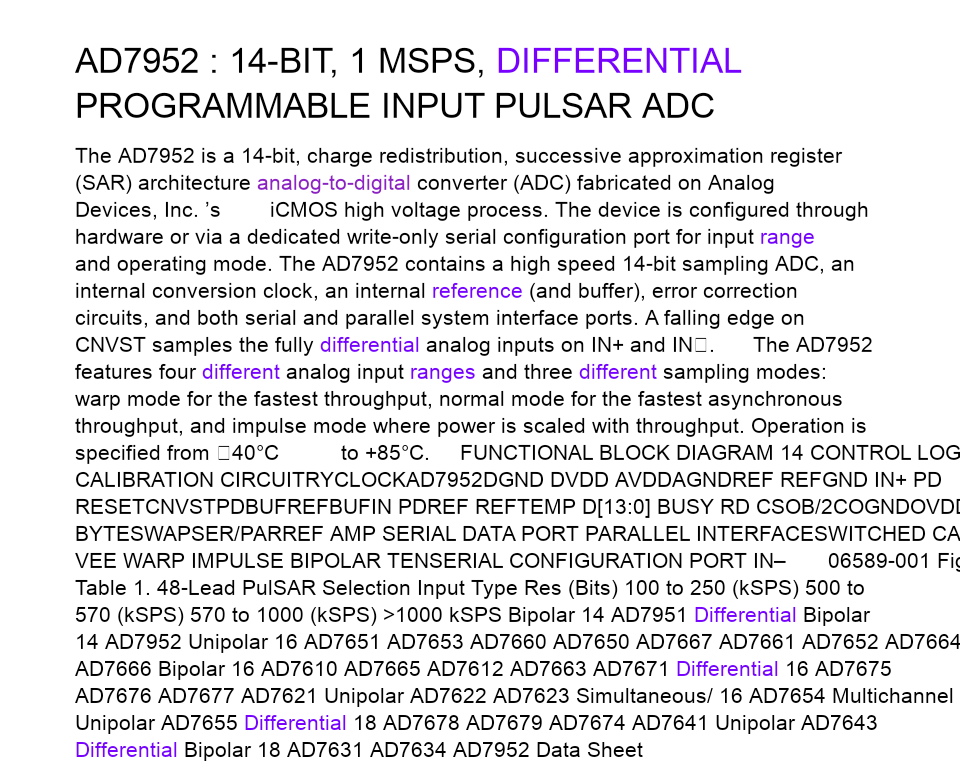 AD7952 : 14-BIT, 1 MSPS, DIFFERENTIAL
PROGRAMMABLE INPUT PULSAR ADC
The AD7952 is a 14-bit, charge redistribution, successive approximation register
(SAR) architecture analog-to-digital converter (ADC) fabricated on Analog
Devices, Inc. ’s iCMOS high voltage process. The device is configured through
hardware or via a dedicated write-only serial configuration port for input range
and operating mode. The AD7952 contains a high speed 14-bit sampling ADC, an
internal conversion clock, an internal reference (and buffer), error correction
circuits, and both serial and parallel system interface ports. A falling edge on
CNVST samples the fully differential analog inputs on IN+ and IN□. The AD7952
features four different analog input ranges and three different sampling modes:
warp mode for the fastest throughput, normal mode for the fastest asynchronous
throughput, and impulse mode where power is scaled with throughput. Operation is
specified from □40°C to +85°C. FUNCTIONAL BLOCK DIAGRAM 14 CONTROL LOG
CALIBRATION CIRCUITRYCLOCKAD7952DGND DVDD AVDDAGNDREF REFGND IN+ PD
RESETCNVSTPDBUFREFBUFIN PDREF REFTEMP D[13:0] BUSY RD CSOB/2COGNDOVDD
BYTESWAPSER/PARREF AMP SERIAL DATA PORT PARALLEL INTERFACESWITCHED CA
VEE WARP IMPULSE BIPOLAR TENSERIAL CONFIGURATION PORT IN– 06589-001 Fig
Table 1. 48-Lead PulSAR Selection Input Type Res (Bits) 100 to 250 (kSPS) 500 to
570 (kSPS) 570 to 1000 (kSPS) >1000 kSPS Bipolar 14 AD7951 Differential Bipolar
14 AD7952 Unipolar 16 AD7651 AD7653 AD7660 AD7650 AD7667 AD7661 AD7652 AD7664
AD7666 Bipolar 16 AD7610 AD7665 AD7612 AD7663 AD7671 Differential 16 AD7675
AD7676 AD7677 AD7621 Unipolar AD7622 AD7623 Simultaneous/ 16 AD7654 Multichannel
Unipolar AD7655 Differential 18 AD7678 AD7679 AD7674 AD7641 Unipolar AD7643
Differential Bipolar 18 AD7631 AD7634 AD7952 Data Sheet